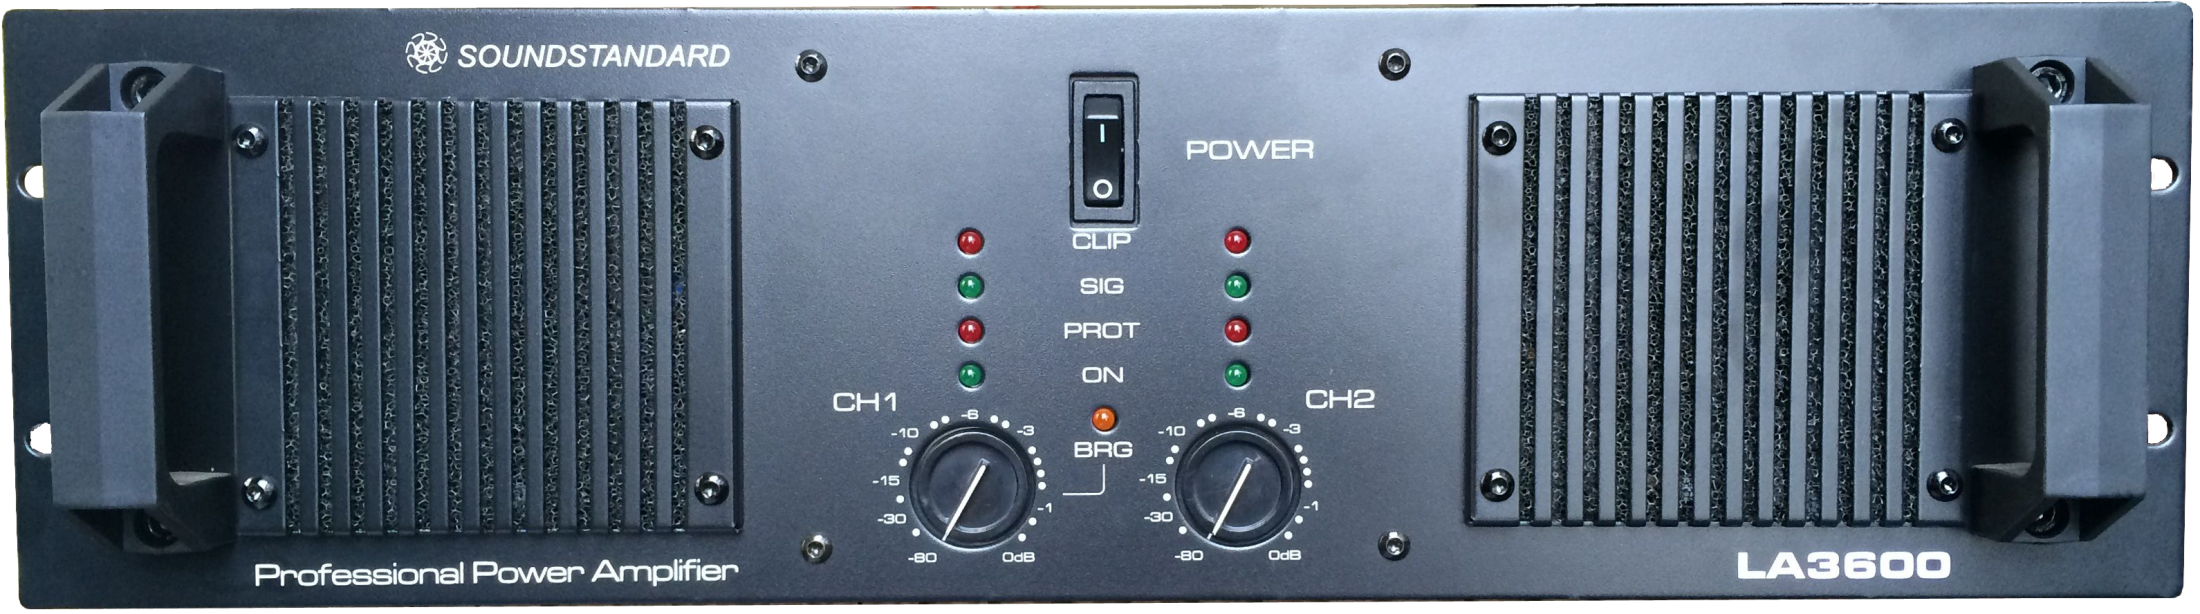 SOUNDSTANDARD
I
POWER
O
CLIP
SIG
PROT
ON
CH1
CH2
BRG
-6
-10
-3
-15
-30
-1
-80
0dB
-6
-10
-3
-15
-30
-1
-80
0dB
Professional Power Amplifier
LA3600